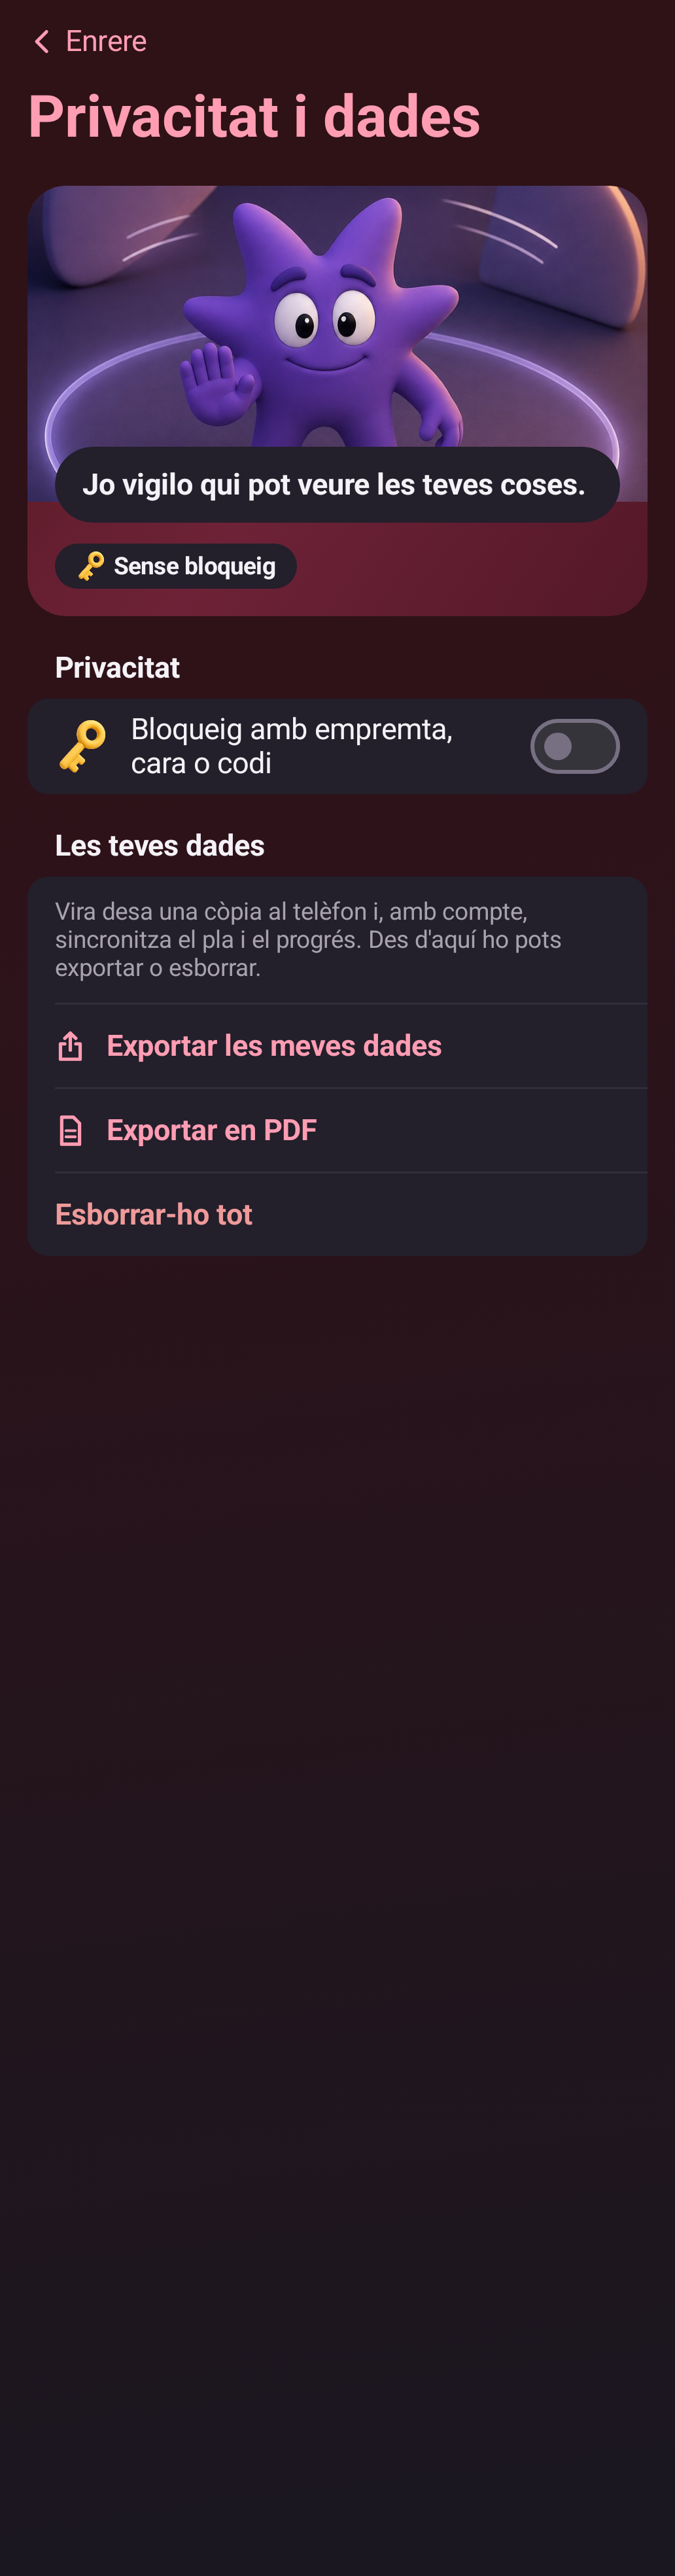 Enrere
Privacitat i dades
Jo vigilo qui pot veure les teves coses.
Sense bloqueig
Privacitat
Bloqueig amb empremta,
cara o codi
Les teves dades
Vira desa una còpia al telèfon i, amb compte,
sincronitza el pla i el progrés. Des d'aquí ho pots
exportar o esborrar.
Exportar les meves dades
Exportar en PDF
Esborrar-ho tot